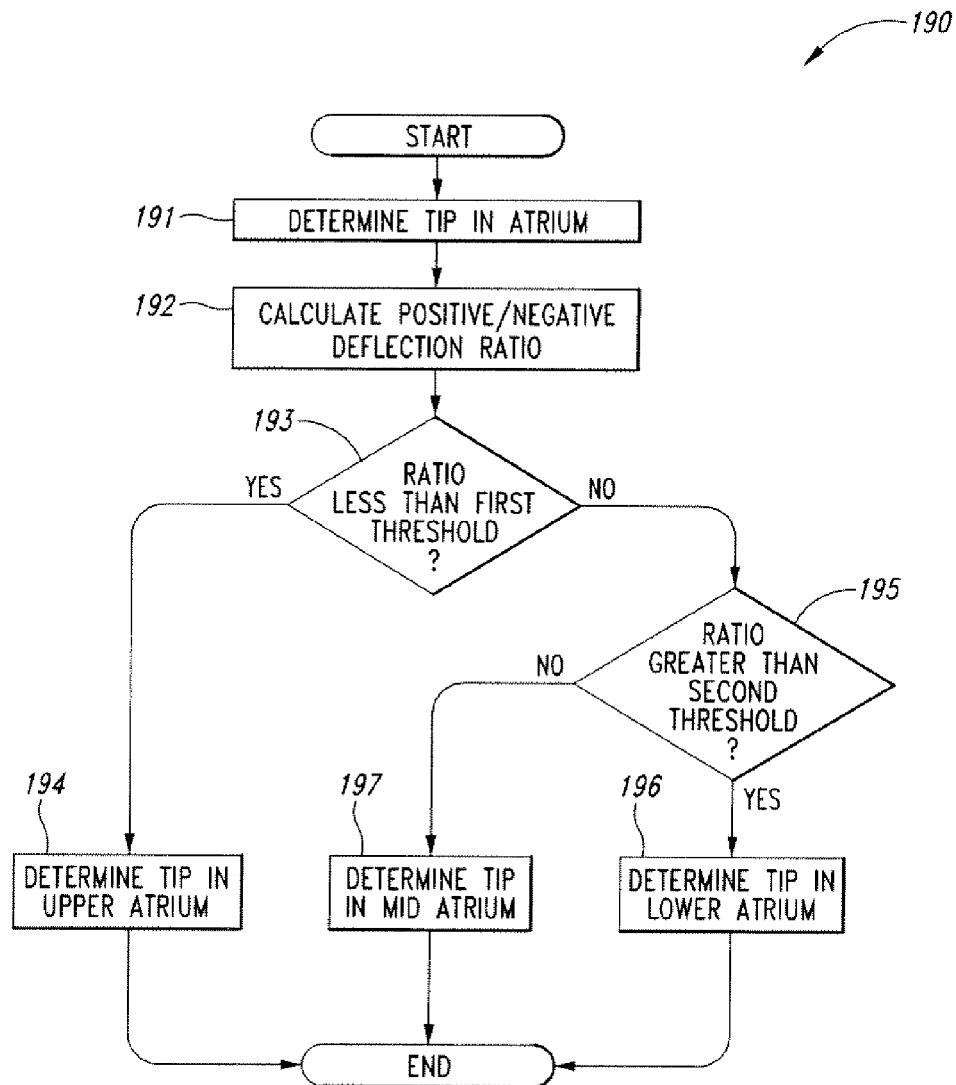 190
START
191
DETERMINE TIP IN ATRIUM
192
CALCULATE POSITIVE/NEGATIVE
DEFLECTION RATIO
193
RATIO
LESS THAN FIRST
THRESHOLD
?
YES
NO
195
RATIO
GREATER THAN
SECOND
THRESHOLD
?
NO
YES
194
DETERMINE TIP IN
UPPER ATRIUM
197
DETERMINE TIP
IN MID ATRIUM
196
DETERMINE TIP IN
LOWER ATRIUM
END